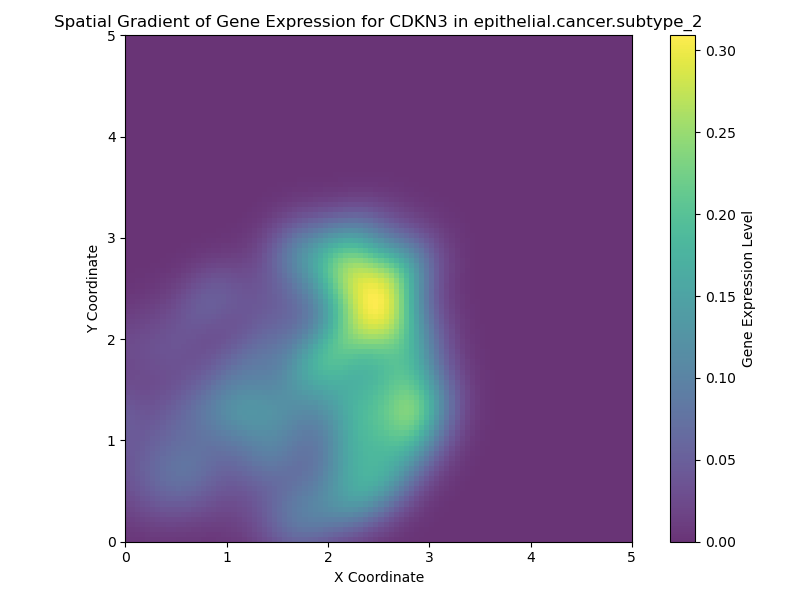 Spatial Gradient of Gene Expression for CDKN3 in epithelial.cancer.subtype_2
5
4
3
2
1
0
Y Coordinate
0 1 2 3 4 5
X Coordinate
0.30
0.25
0.20
0.15
0.10
0.05
0.00
Gene Expression Level